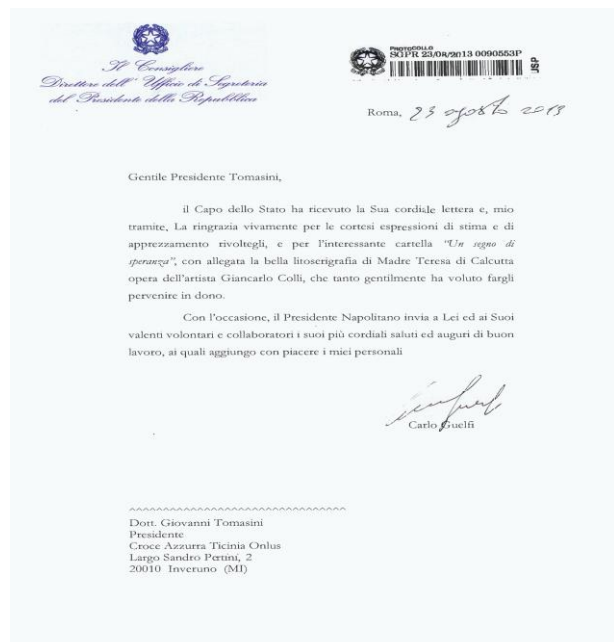 Il Consigliere
Direttore dell' Ufficio di Segreteria
del Presidente della Repubblica
PROTOCOLLO
SGPR 23/08/2013 0090553P
USP
Roma, 23 agosto 2013
Gentile Presidente Tomasini,
il Capo dello Stato ha ricevuto la Sua cordiale lettera e, mio
tramite, La ringrazia vivamente per le cortesi espressioni di stima e di
apprezzamento rivoltegli, e per l'interessante cartella "Un segno di
speranza", con allegata la bella litoserigrafia di Madre Teresa di Calcutta
opera dell'artista Giancarlo Colli, che tanto gentilmente ha voluto fargli
pervenire in dono.
Con l'occasione, il Presidente Napolitano invia a Lei ed ai Suoi
valenti volontari e collaboratori i suoi più cordiali saluti ed auguri di buon
lavoro, ai quali aggiungo con piacere i miei personali
Carlo Guelfi
^^^^^^^^^^^^^^^^^^^^^^^^^^^^^^^^
Dott. Giovanni Tomasini
Presidente
Croce Azzurra Ticinia Onlus
Largo Sandro Pertini, 2
20010 Inveruno (MI)